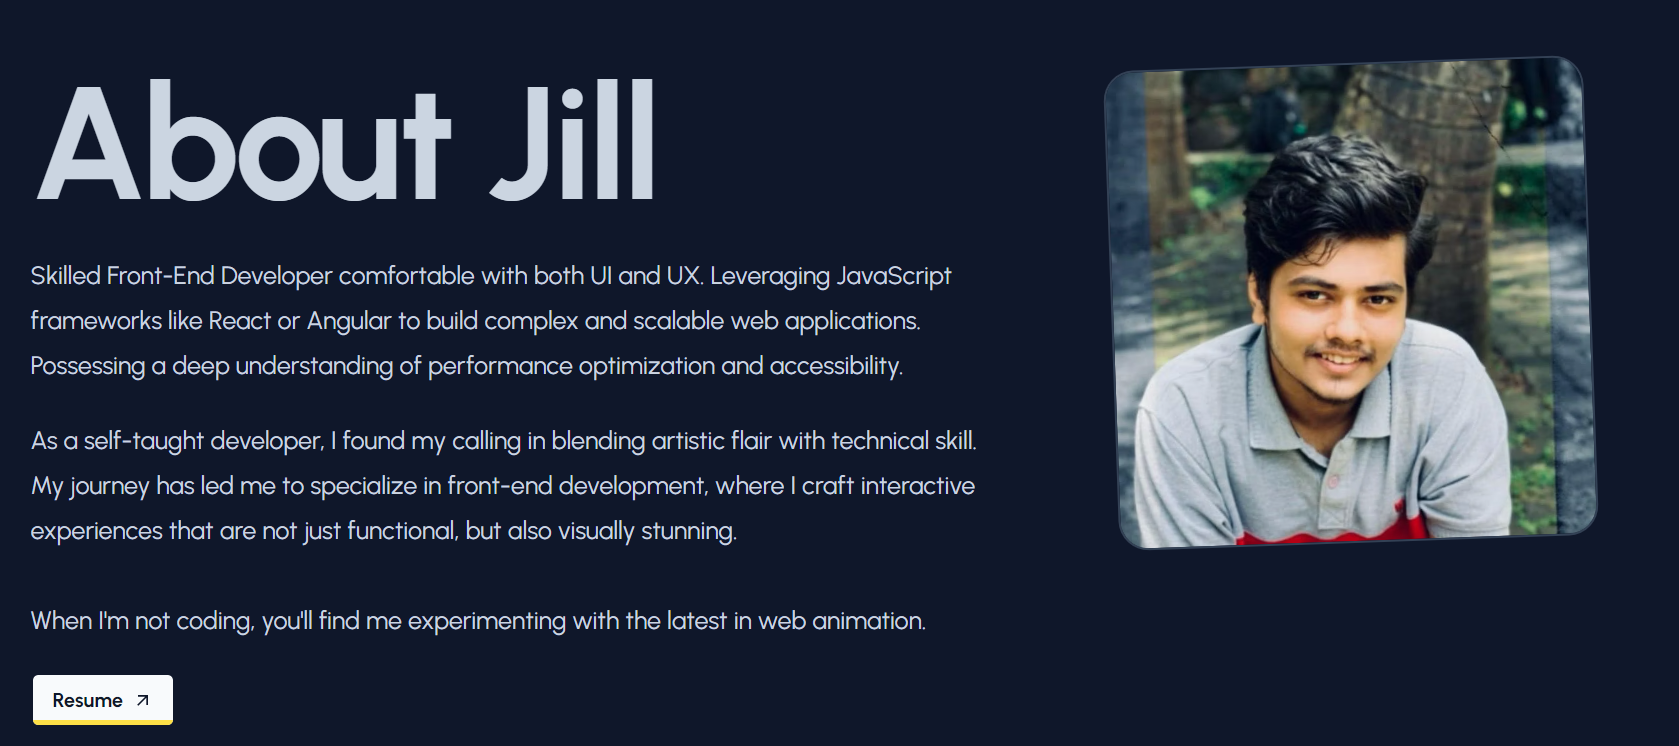 About Jill
Skilled Front-End Developer comfortable with both UI and UX. Leveraging JavaScript
frameworks like React or Angular to build complex and scalable web applications.
Possessing a deep understanding of performance optimization and accessibility.
As a self-taught developer, I found my calling in blending artistic flair with technical skill.
My journey has led me to specialize in front-end development, where I craft interactive
experiences that are not just functional, but also visually stunning.
When I'm not coding, you'll find me experimenting with the latest in web animation.
Resume